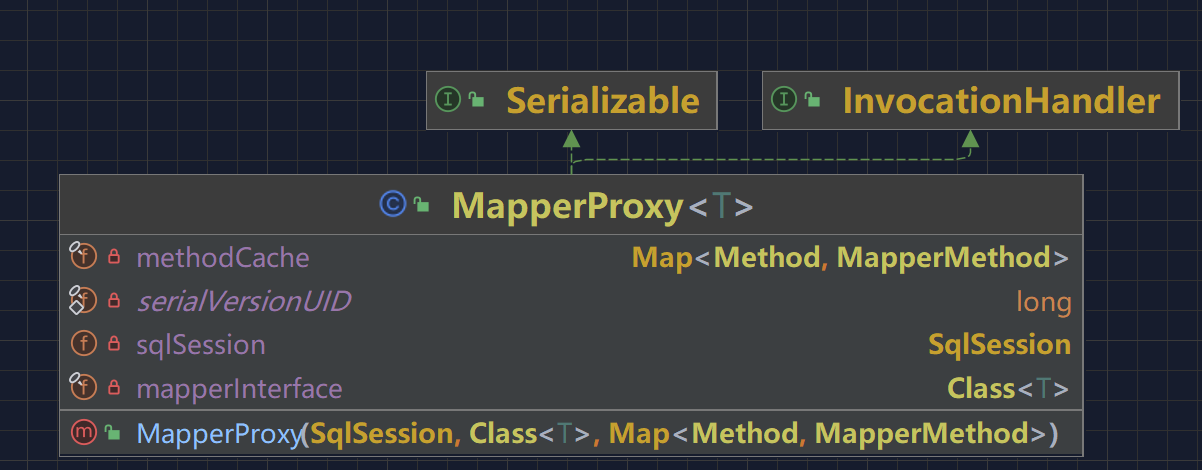 Serializable
InvocationHandler
MapperProxy<T>
methodCache Map<Method, MapperMethod>
serialVersionUID long
sqlSession SqlSession
mapperInterface Class<T>
MapperProxy(SqlSession, Class<T>, Map<Method, MapperMethod>)